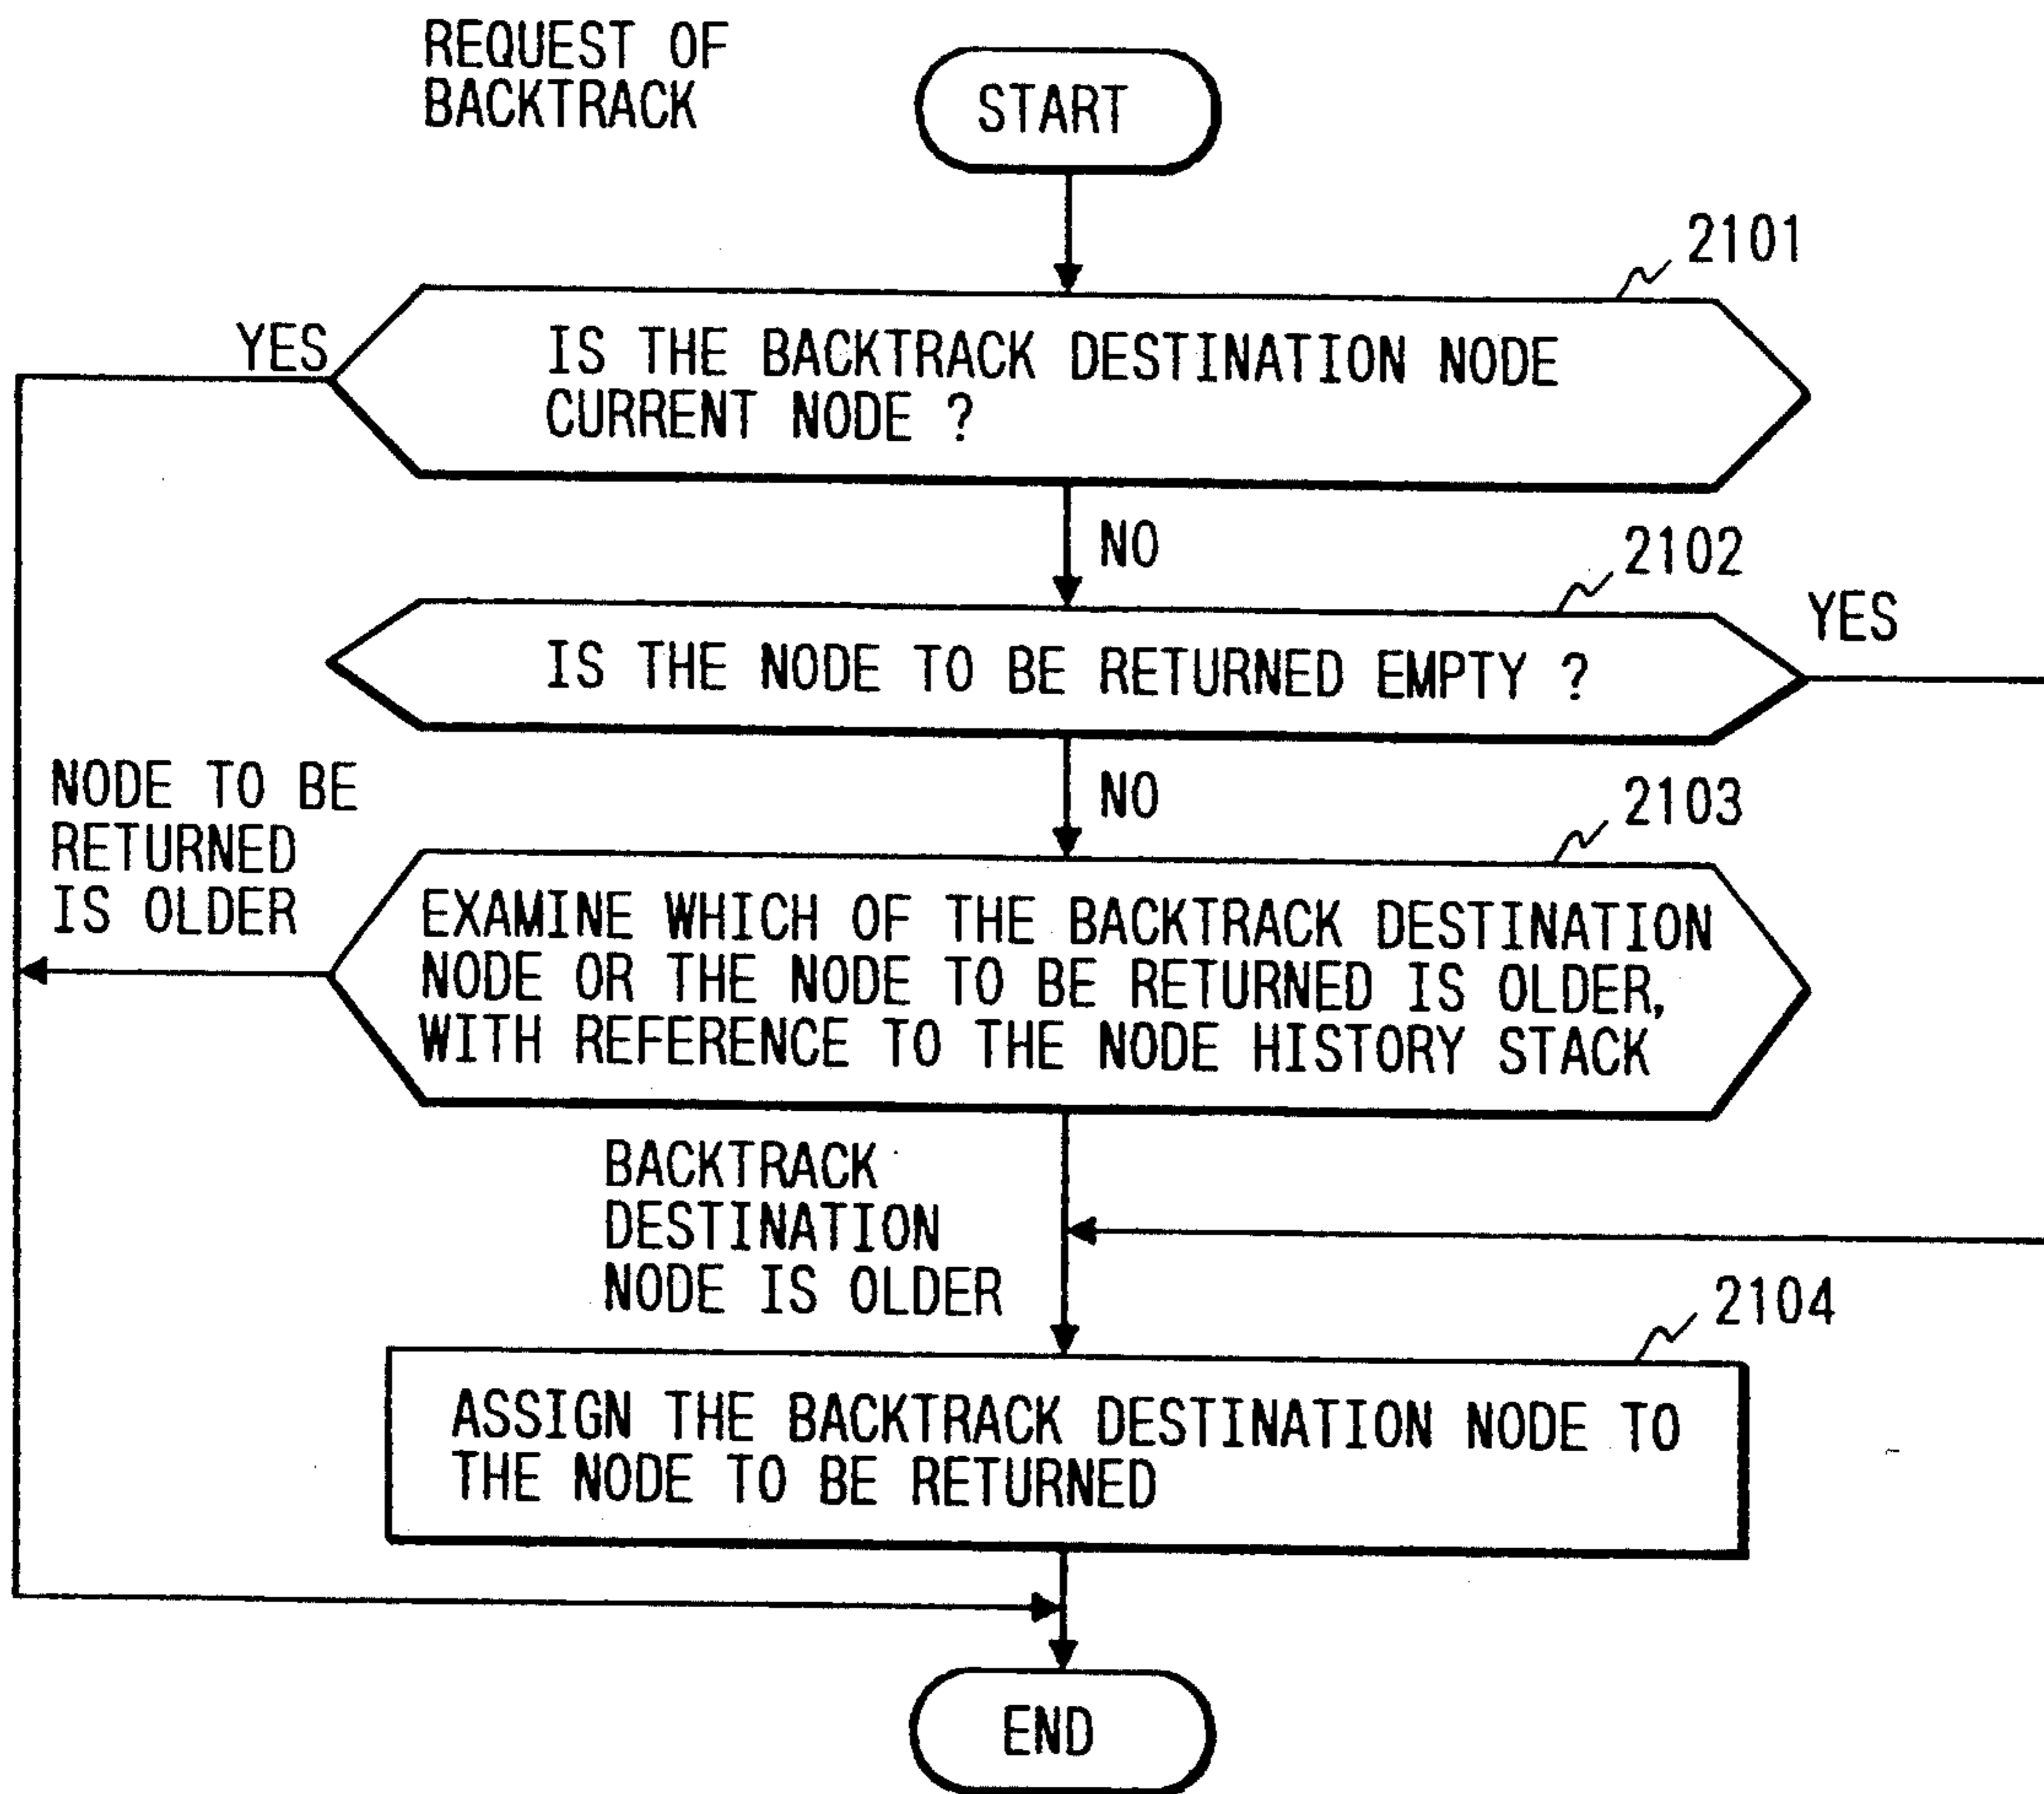 REQUEST OF
BACKTRACK
START
2101
YES
IS THE BACKTRACK DESTINATION NODE
CURRENT NODE ?
NO
2102
YES
IS THE NODE TO BE RETURNED EMPTY ?
NODE TO BE
RETURNED
IS OLDER
NO
2103
EXAMINE WHICH OF THE BACKTRACK DESTINATION
NODE OR THE NODE TO BE RETURNED IS OLDER,
WITH REFERENCE TO THE NODE HISTORY STACK
BACKTRACK
DESTINATION
NODE IS OLDER
2104
ASSIGN THE BACKTRACK DESTINATION NODE TO
THE NODE TO BE RETURNED
END